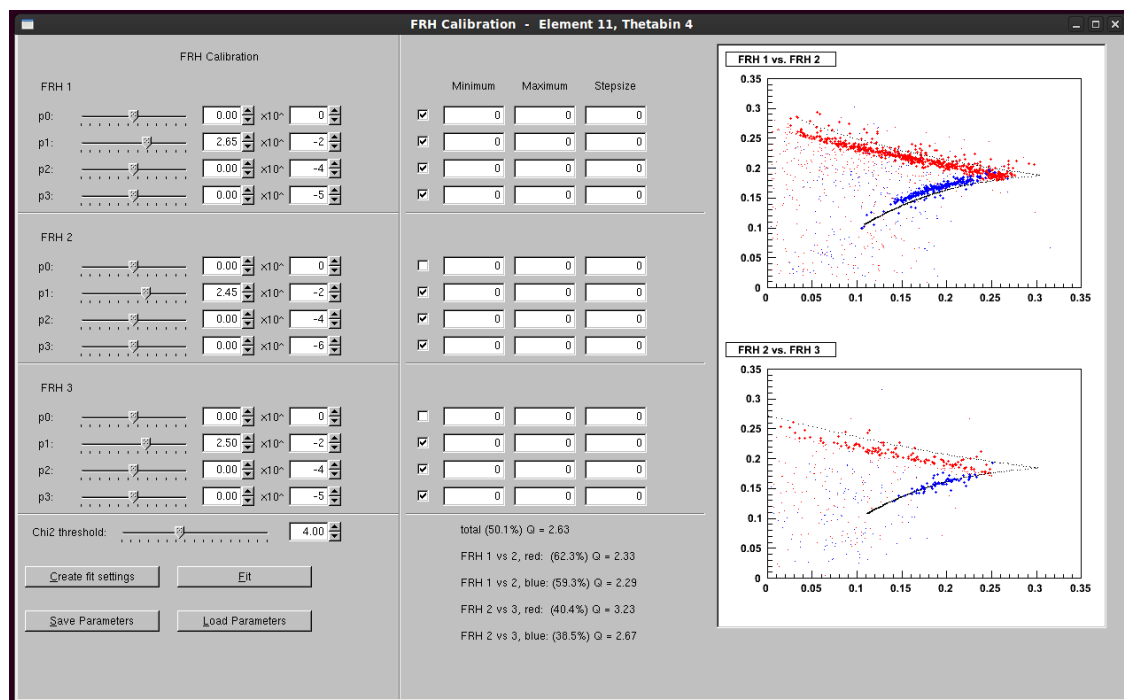 FRH Calibration - Element 11, Thetabin 4
FRH Calibration
FRH 1
Minimum Maximum Stepsize
p0: 0.00 ×10^ 0 0 0 0
p1: 2.65 ×10^ -2 0 0 0
p2: 0.00 ×10^ -4 0 0 0
p3: 0.00 ×10^ -5 0 0 0
FRH 2
p0: 0.00 ×10^ 0 0 0 0
p1: 2.45 ×10^ -2 0 0 0
p2: 0.00 ×10^ -4 0 0 0
p3: 0.00 ×10^ -6 0 0 0
FRH 3
p0: 0.00 ×10^ 0 0 0 0
p1: 2.50 ×10^ -2 0 0 0
p2: 0.00 ×10^ -4 0 0 0
p3: 0.00 ×10^ -5 0 0 0
Chi2 threshold: 4.00
Create fit settings Fit
Save Parameters Load Parameters
total (50.1%) Q = 2.63
FRH 1 vs 2, red: (62.3%) Q = 2.33
FRH 1 vs 2, blue: (59.3%) Q = 2.29
FRH 2 vs 3, red: (40.4%) Q = 3.23
FRH 2 vs 3, blue: (38.5%) Q = 2.67
FRH 1 vs. FRH 2
0.35
0.3
0.25
0.2
0.15
0.1
0.05
0
0 0.05 0.1 0.15 0.2 0.25 0.3 0.35
FRH 2 vs. FRH 3
0.35
0.3
0.25
0.2
0.15
0.1
0.05
0
0 0.05 0.1 0.15 0.2 0.25 0.3 0.35